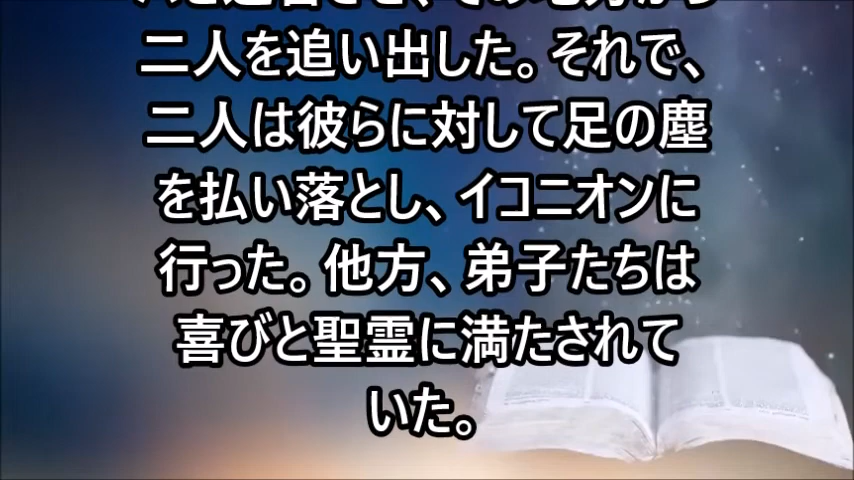 二人を追い出した。それで、
二人は彼らに対して足の塵
を払い落とし、イコニオンに
行った。他方、弟子たちは
喜びと聖霊に満たされて
いた。